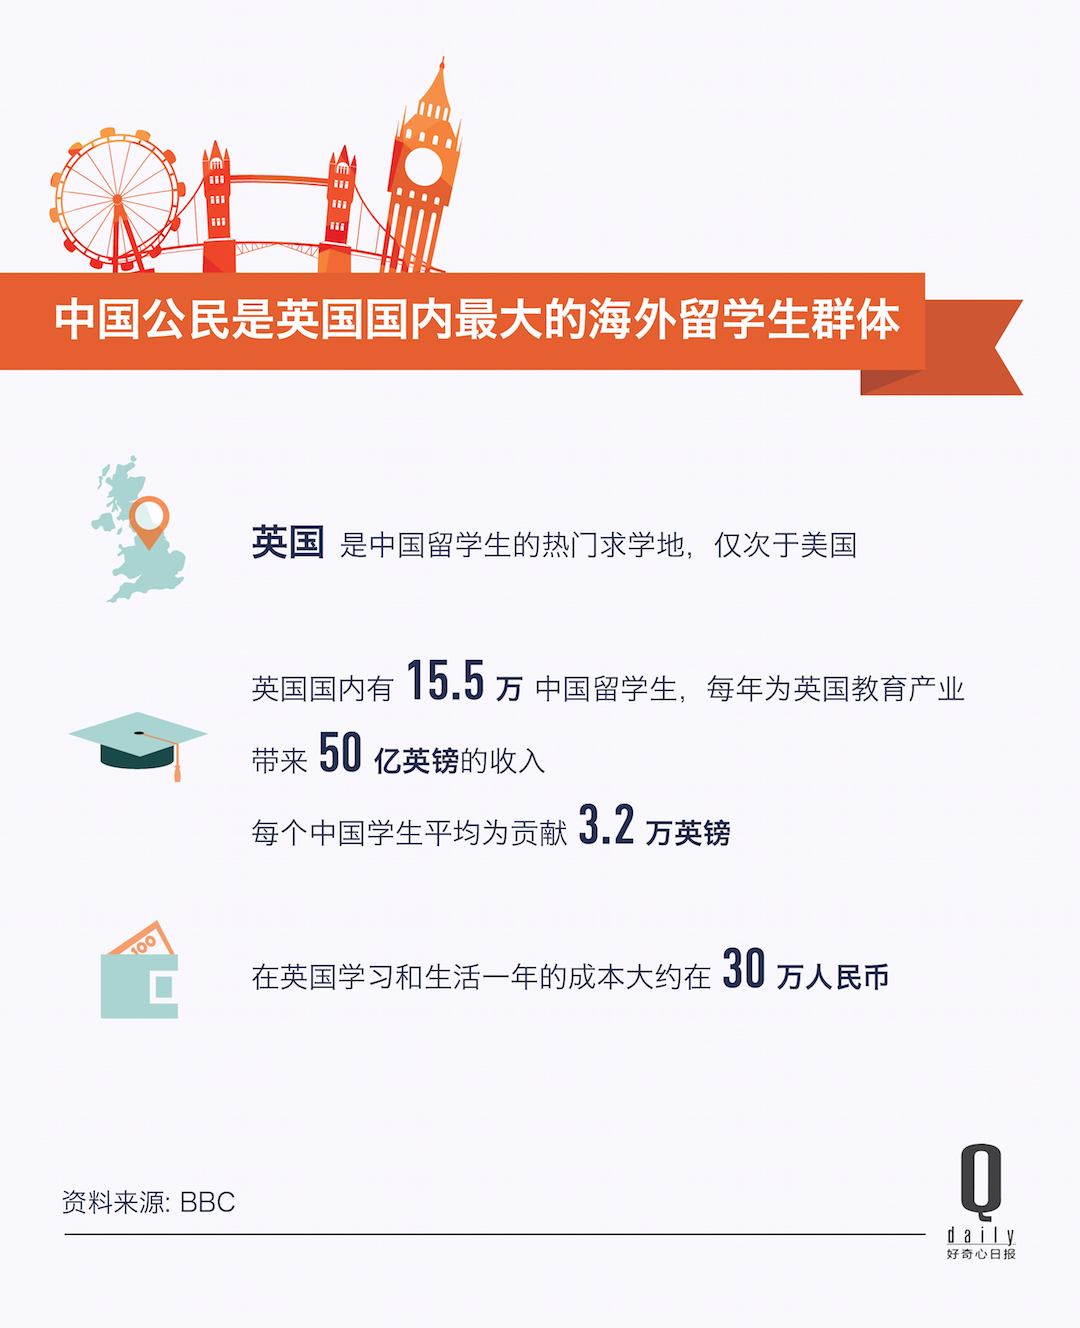 中国公民是英国国内最大的海外留学生群体
英国 是中国留学生的热门求学地，仅次于美国
英国国内有 15.5 万 中国留学生，每年为英国教育产业
带来 50 亿英镑的收入
每个中国学生平均为贡献 3.2 万英镑
100
在英国学习和生活一年的成本大约在 30 万人民币
资料来源: BBC
Q
daily
好奇心日报